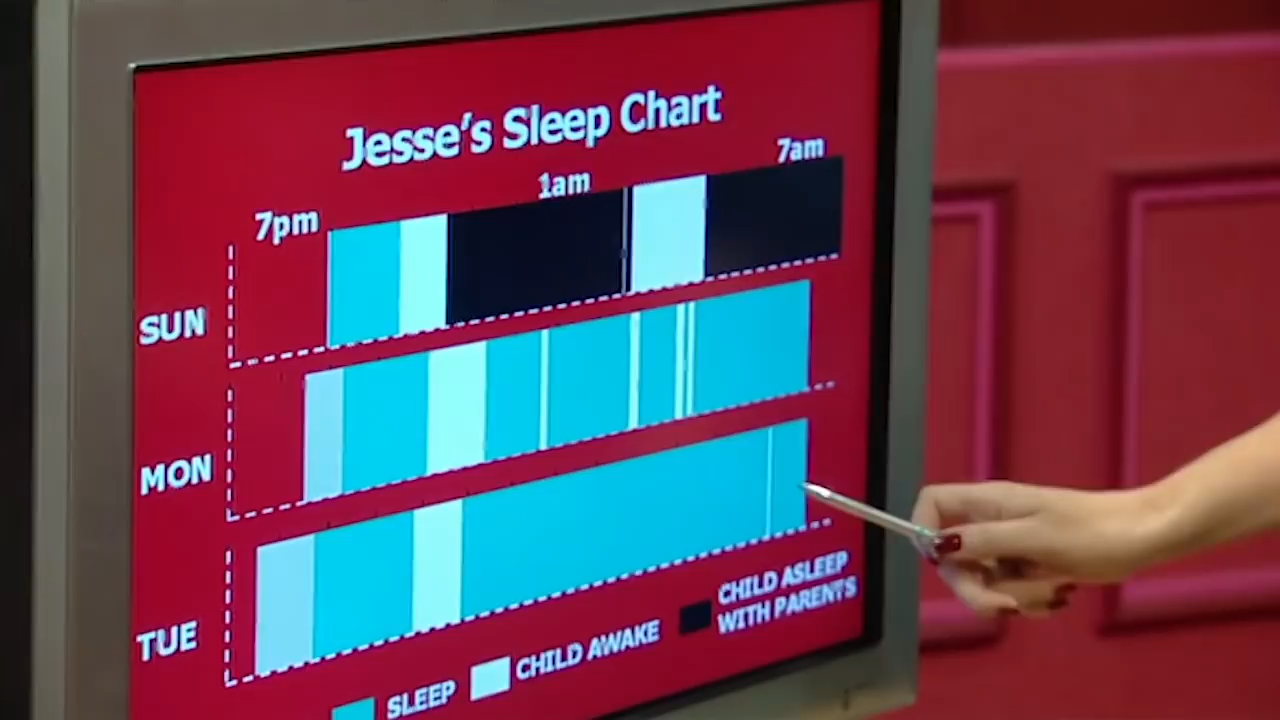 Jesse's Sleep Chart
7pm
1am
7am
SUN
MON
TUE
SLEEP
CHILD AWAKE
CHILD ASLEEP
WITH PARENTS